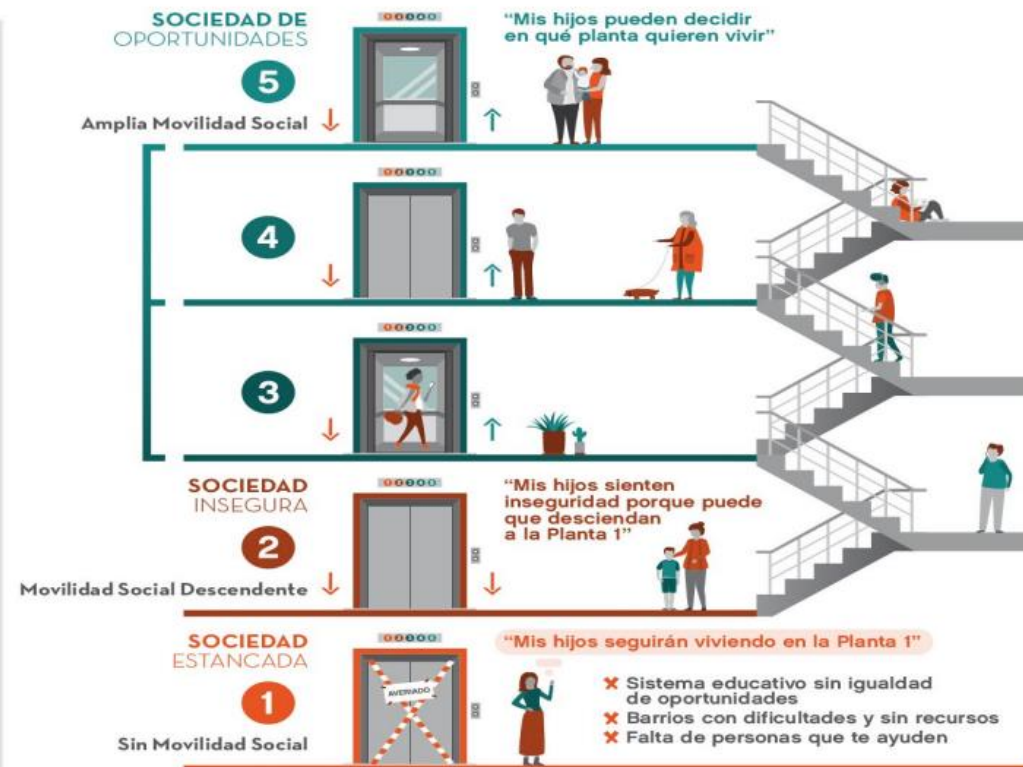 SOCIEDAD DE
OPORTUNIDADES
5
Amplia Movilidad Social
“Mis hijos pueden decidir
en qué planta quieren vivir”
4
3
SOCIEDAD
INSEGURA
2
Movilidad Social Descendente
“Mis hijos sienten
inseguridad porque puede
que desciendan
a la Planta 1”
SOCIEDAD
ESTANCADA
1
Sin Movilidad Social
AVERIADO
“Mis hijos seguirán viviendo en la Planta 1”
Sistema educativo sin igualdad
de oportunidades
Barrios con dificultades y sin recursos
Falta de personas que te ayuden